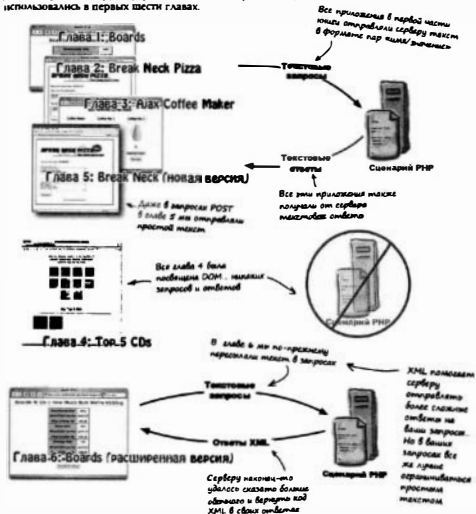 использовались в первых шести главах.
Все приложения в первой части
книги отправляли серверу текст
в формате пар «имя/значение»
Глава 1: Boards
Глава 2: Break Neck Pizza
Текстовые
запросы
Глава 3: Ajax Coffee Maker
Сценарий PHP
Текстовые
ответы
Глава 5: Break Neck (новая версия)
Все эти приложения также
получали от сервера
текстовые ответы
Даже в запросах POST
в главе 5 мы отправляли
простой текст
Вся глава 4 была
посвящена DOM. никаких
запросов и ответов
Сценарий PHP
Глава 4: Top 5 CDs
В главе 6 мы по-прежнему
пересылали текст в запросах
Текстовые
запросы
XML помогает
серверу
отправлять
более сложные
ответы на
ваши запросы.
Но в ваших
запросах все
же лучше
ограничиваться
простым
текстом
Ответы XML
Глава 6: Boards (расширенная версия)
Сценарий PHP
Серверу наконец-то
удалось сказать больше
обычного и вернуть код
XML в своих ответах